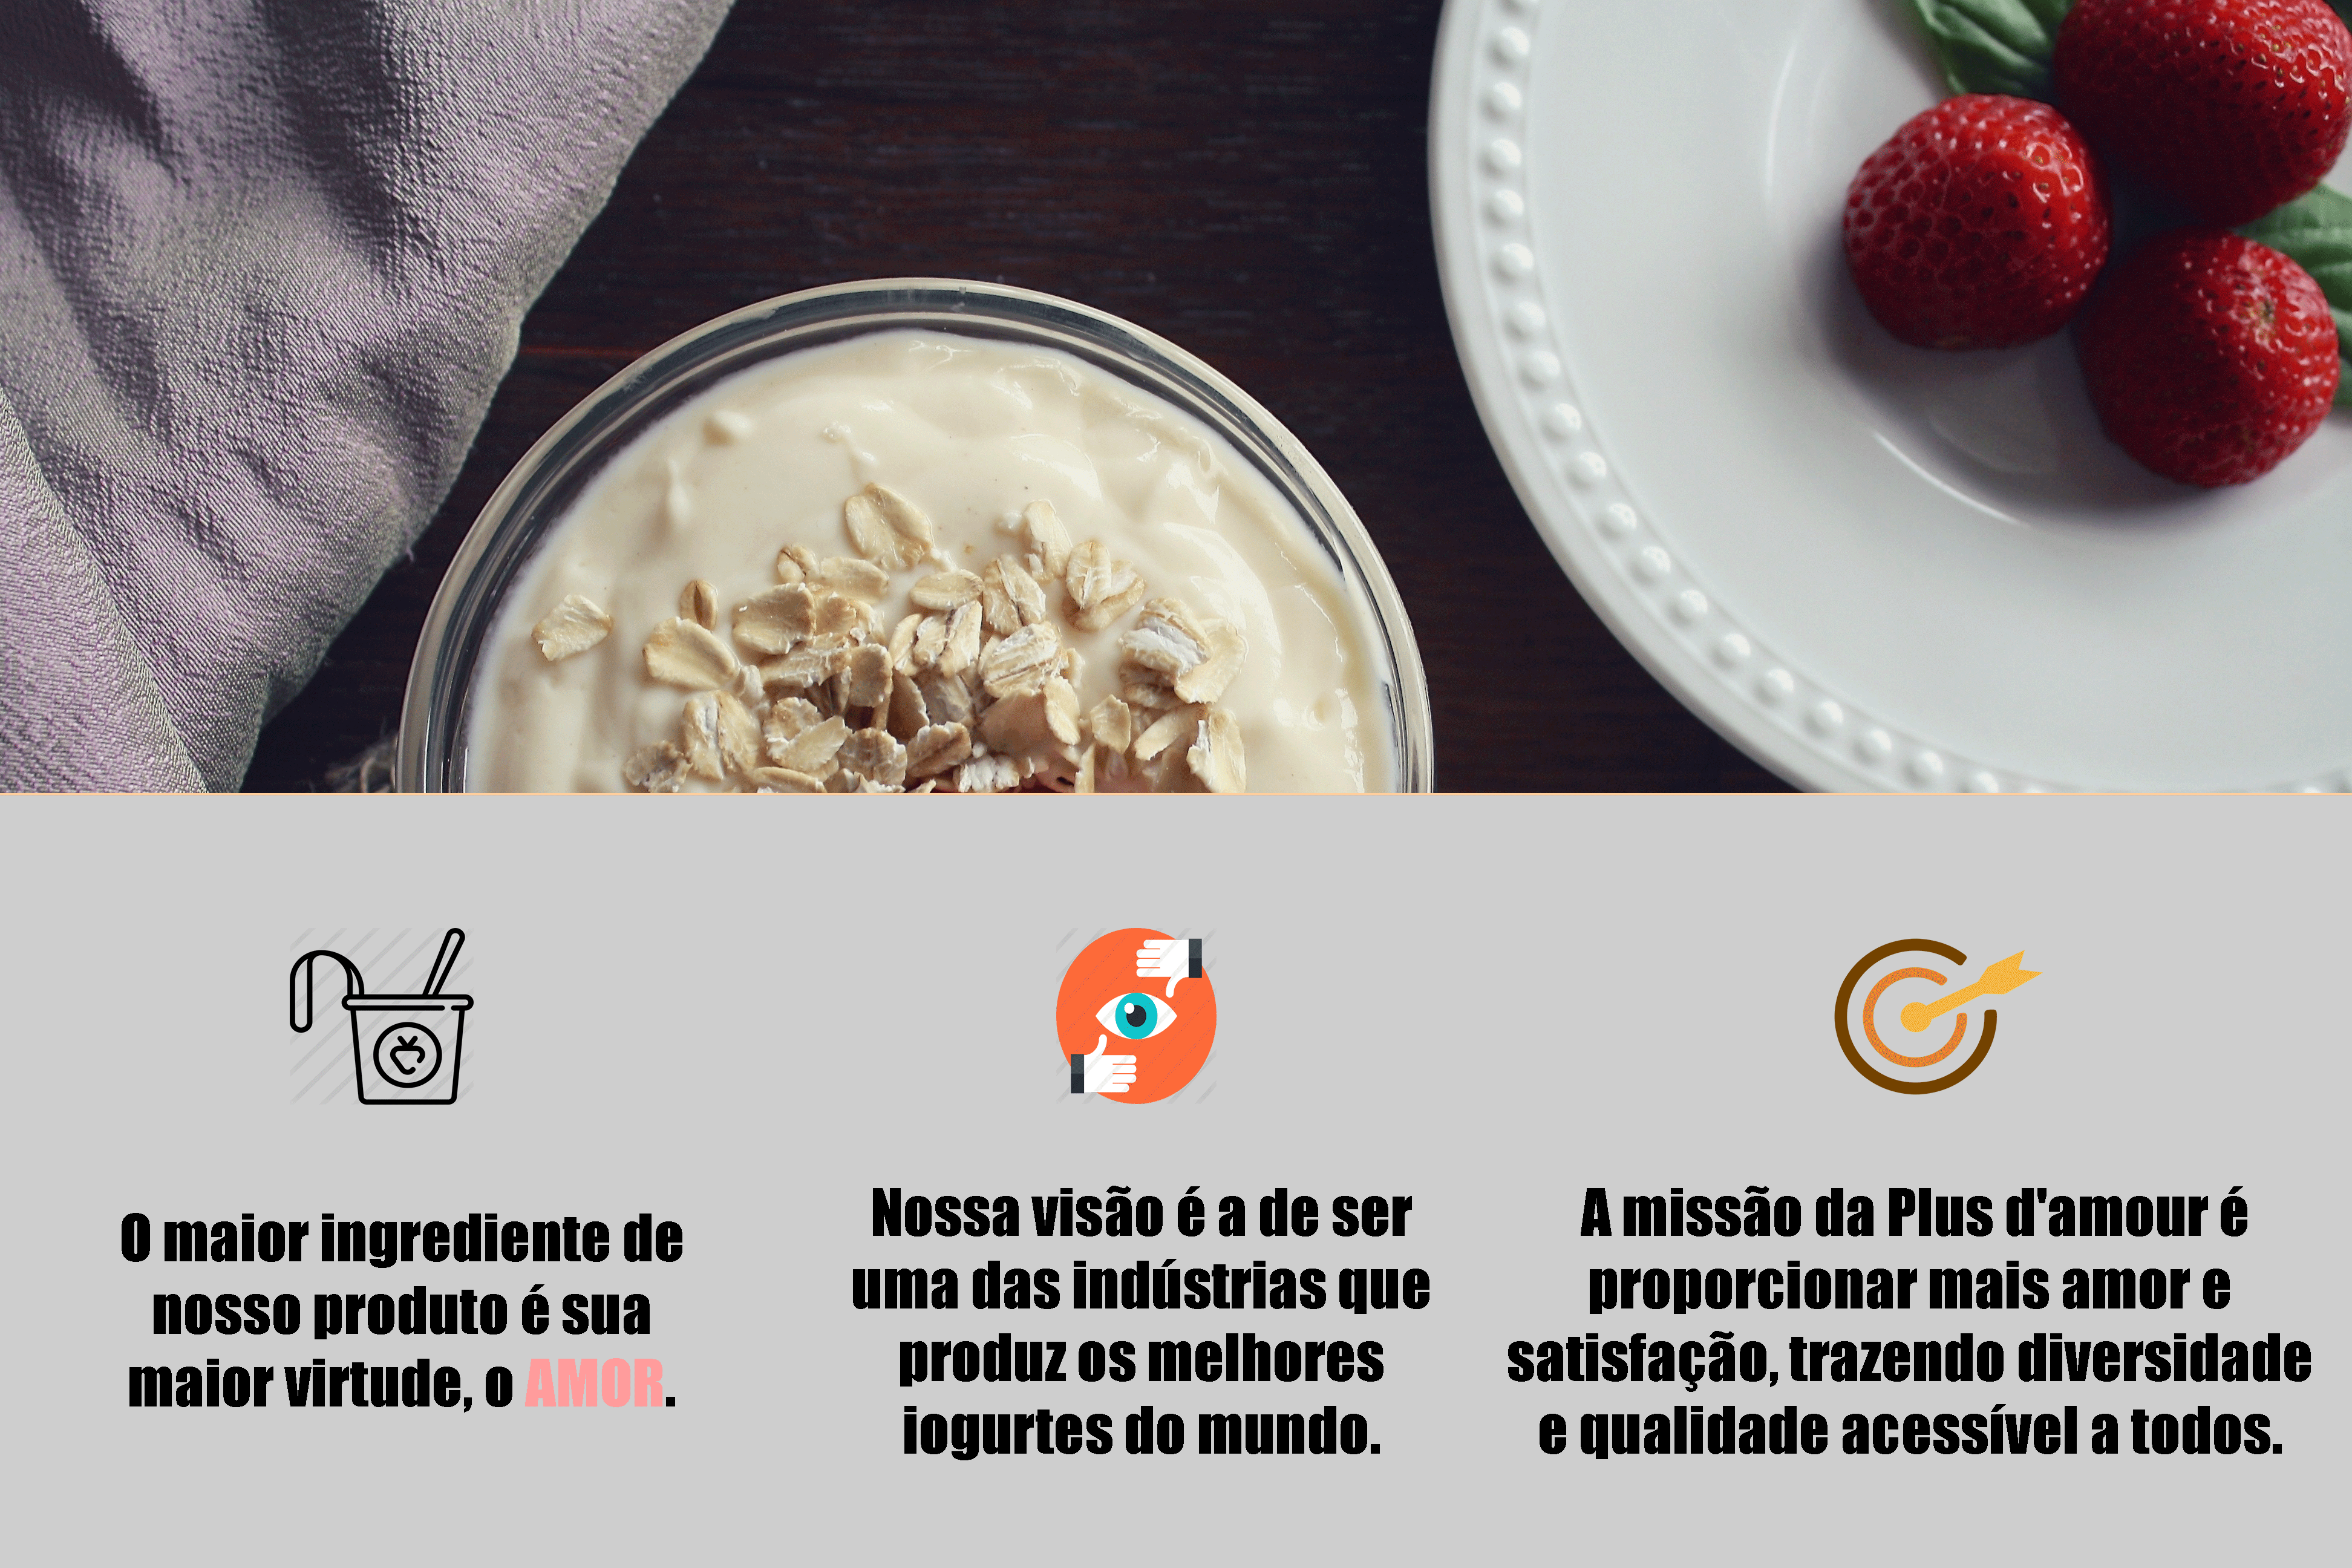 O maior ingrediente de
nosso produto é sua
maior virtude, o AMOR.
Nossa visão é a de ser
uma das indústrias que
produz os melhores
iogurtes do mundo.
A missão da Plus d'amour é
proporcionar mais amor e
satisfação, trazendo diversidade
e qualidade acessível a todos.